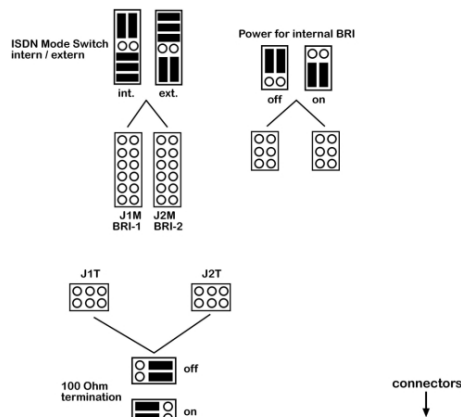 ISDN Mode Switch
intern / extern
int. ext.
Power for internal BRI
off on
J1M J2M
BRI-1 BRI-2
J1T J2T
off
100 Ohm
termination
on
connectors